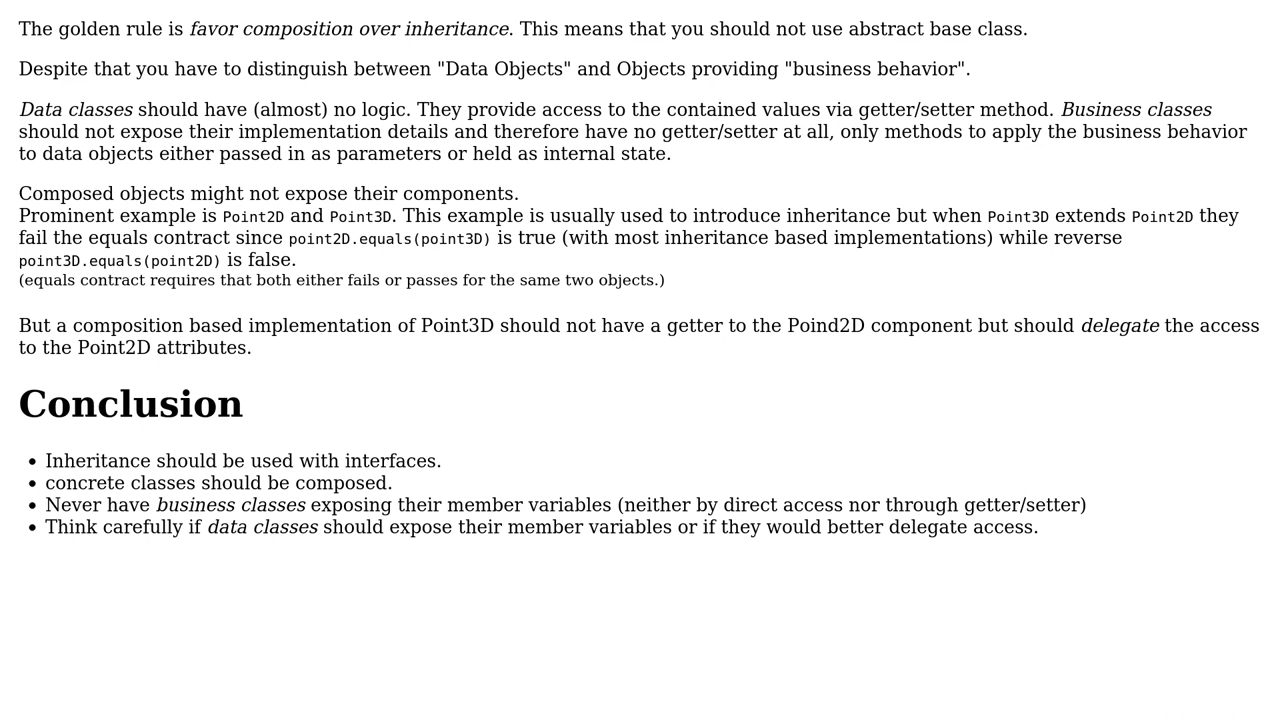 The golden rule is favor composition over inheritance. This means that you should not use abstract base class.
Despite that you have to distinguish between "Data Objects" and Objects providing "business behavior".
Data classes should have (almost) no logic. They provide access to the contained values via getter/setter method. Business classes
should not expose their implementation details and therefore have no getter/setter at all, only methods to apply the business behavior
to data objects either passed in as parameters or held as internal state.
Composed objects might not expose their components.
Prominent example is Point2D and Point3D. This example is usually used to introduce inheritance but when Point3D extends Point2D they
fail the equals contract since point2D.equals(point3D) is true (with most inheritance based implementations) while reverse
point3D.equals(point2D) is false.
(equals contract requires that both either fails or passes for the same two objects.)
But a composition based implementation of Point3D should not have a getter to the Poind2D component but should delegate the access
to the Point2D attributes.
Conclusion
• Inheritance should be used with interfaces.
• concrete classes should be composed.
• Never have business classes exposing their member variables (neither by direct access nor through getter/setter)
• Think carefully if data classes should expose their member variables or if they would better delegate access.